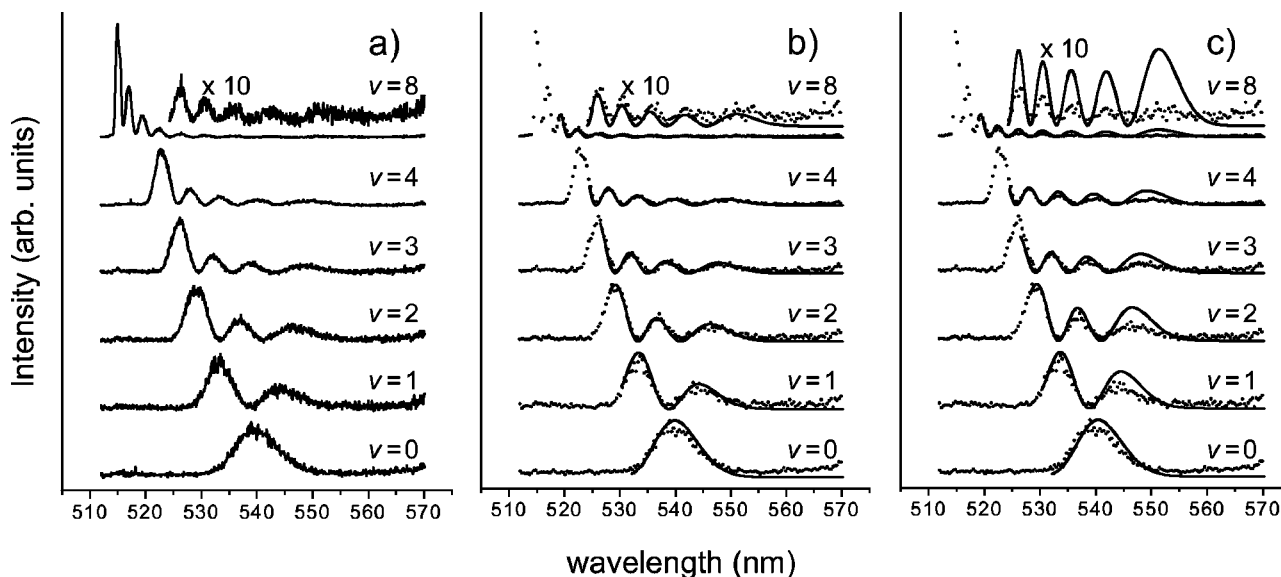 a)
x 10
v=8
v=4
v=3
v=2
v=1
v=0
510 520 530 540 550 560 570
b)
x 10
v=8
v=4
v=3
v=2
v=1
v=0
510 520 530 540 550 560 570
c)
x 10
v=8
v=4
v=3
v=2
v=1
v=0
510 520 530 540 550 560 570
Intensity (arb. units)
wavelength (nm)